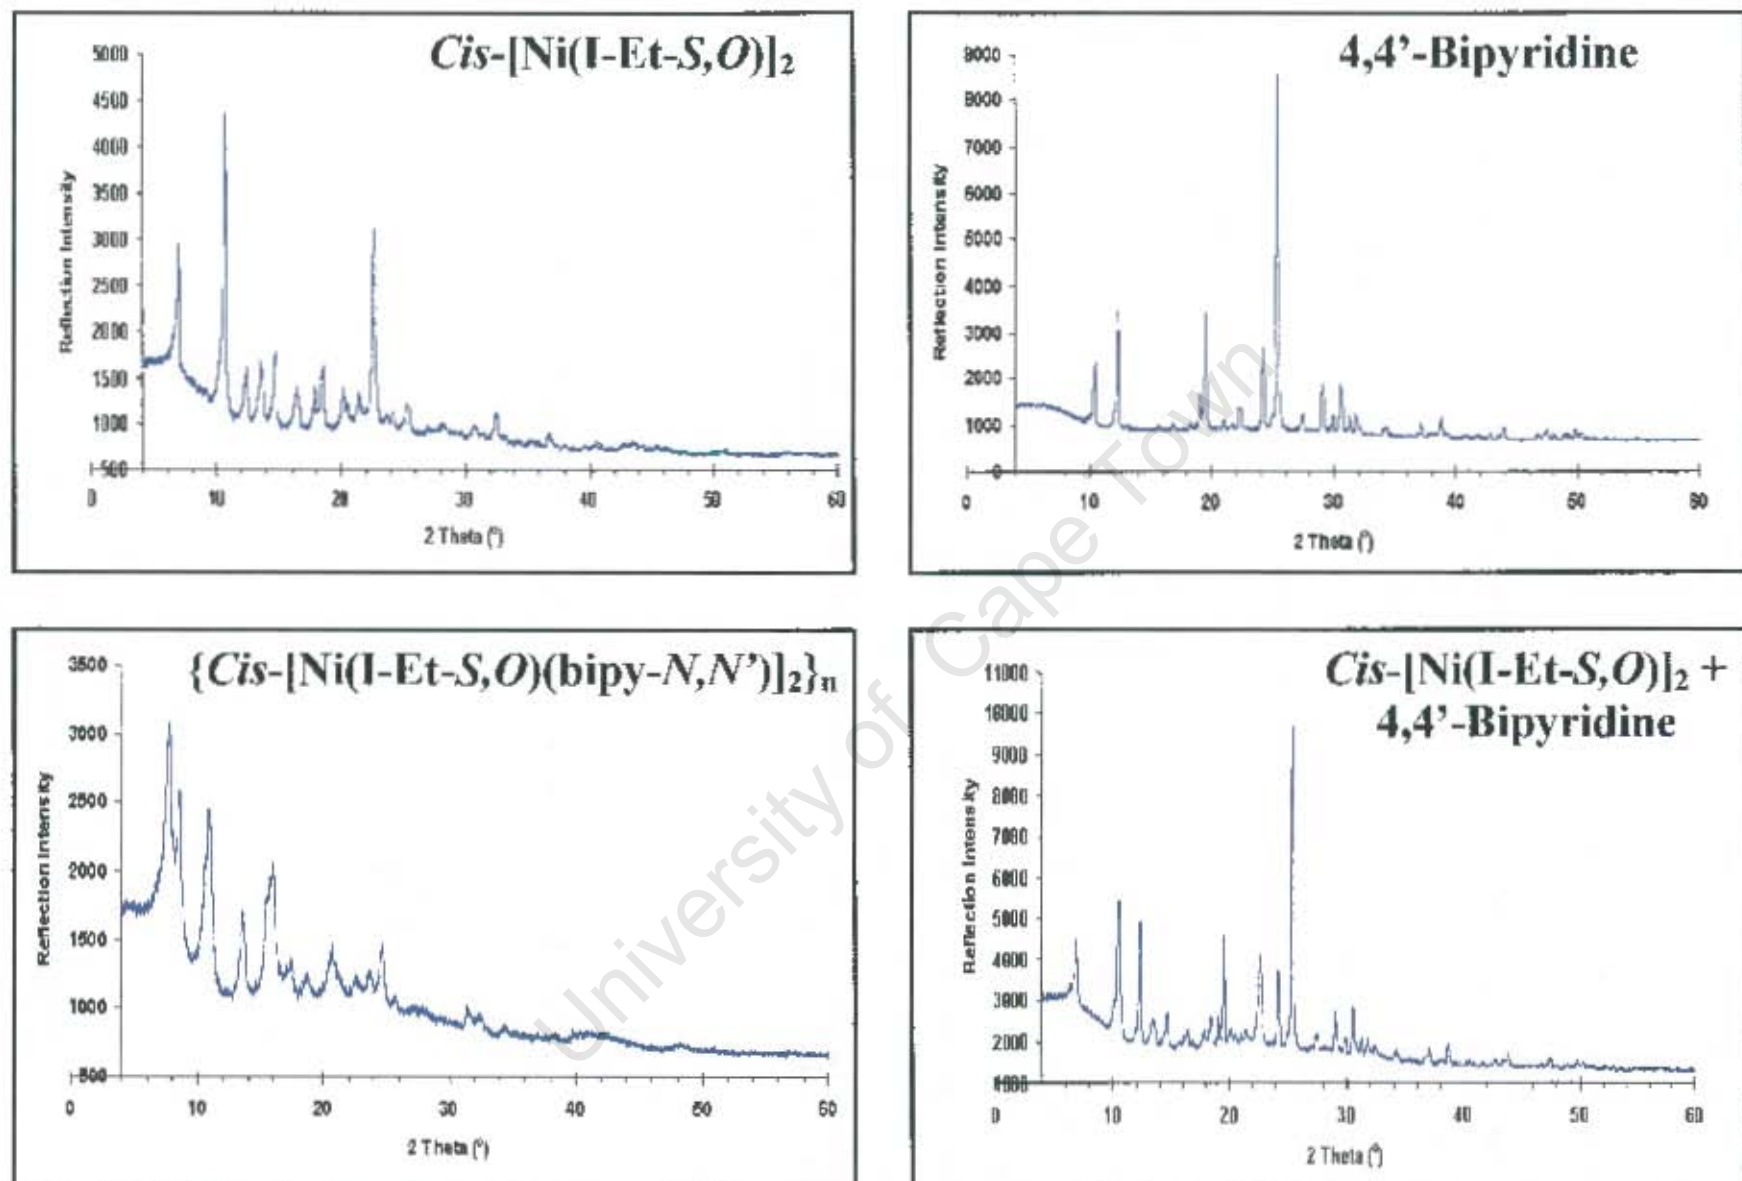 Cis-[Ni(I-Et-S,O)]2
5000
4500
4000
3500
3000
2500
2000
1500
1000
500
Reflection Intensity
0 10 20 30 40 50 60
2 Theta (°)
4,4'-Bipyridine
9000
8000
7000
6000
5000
4000
3000
2000
1000
0
Reflection Intensity
0 10 20 30 40 50 60
2 Theta (°)
{Cis-[Ni(I-Et-S,O)(bipy-N,N')]2}n
3500
3000
2500
2000
1500
1000
500
Reflection Intensity
0 10 20 30 40 50 60
2 Theta (°)
Cis-[Ni(I-Et-S,O)]2 +
4,4'-Bipyridine
11000
10000
9000
8000
7000
6000
5000
4000
3000
2000
Reflection Intensity
0 10 20 30 40 50 60
2 Theta (°)
University of Cape Town